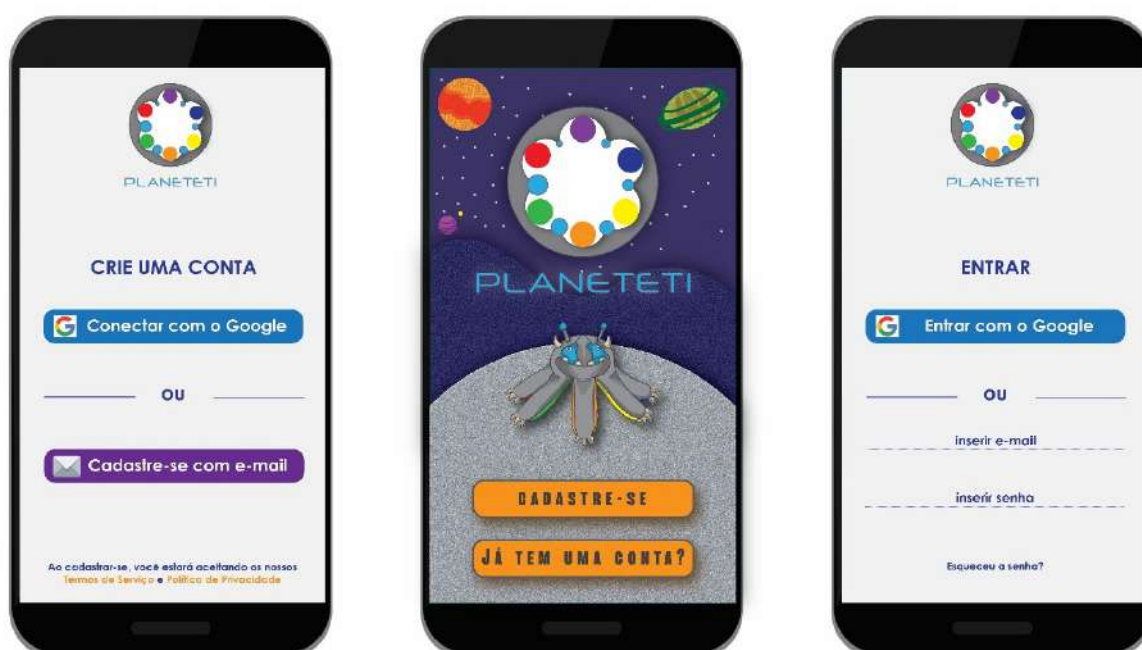 PLANETETI
CRIE UMA CONTA
Conectar com o Google
OU
Cadastre-se com e-mail
Ao cadastrar-se, você estará aceitando os nossos
Termos de Serviço e Política de Privacidade
PLANETETI
CADASTRE-SE
JÁ TEM UMA CONTA?
PLANETETI
ENTRAR
Entrar com o Google
OU
inserir e-mail
inserir senha
Esqueceu a senha?